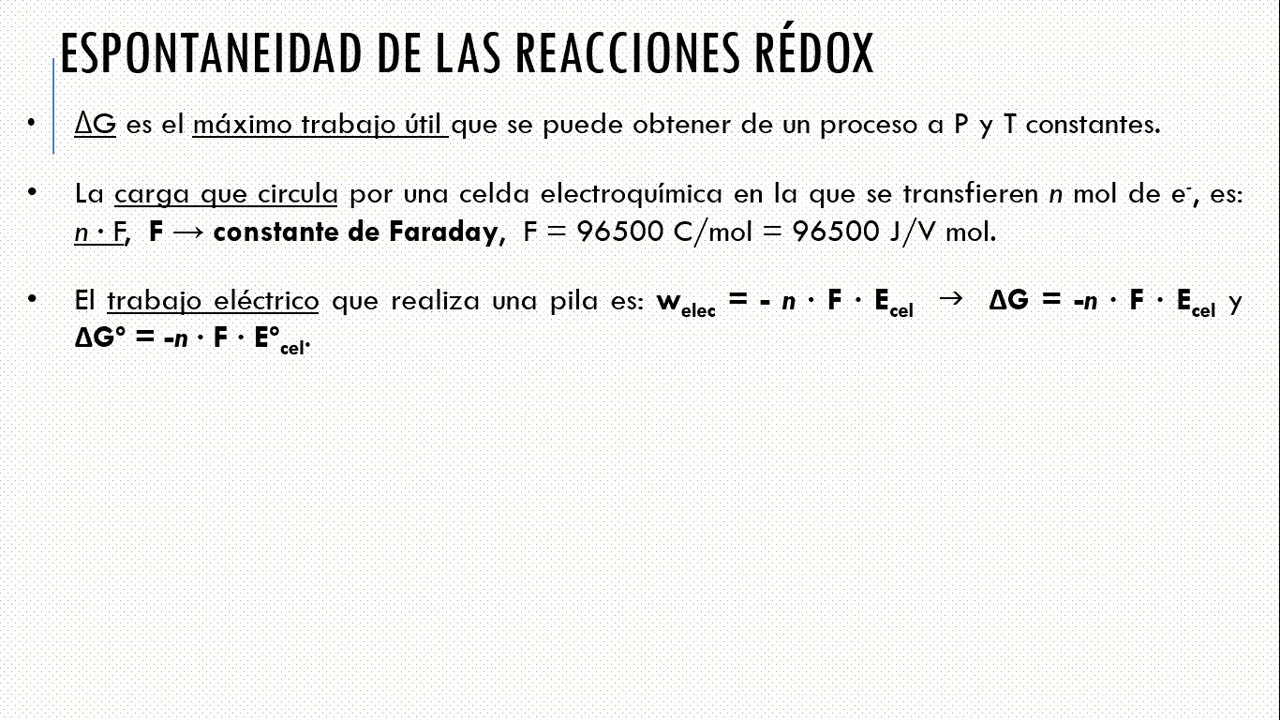 ESPONTANEIDAD DE LAS REACCIONES RÉDOX
• ΔG es el máximo trabajo útil que se puede obtener de un proceso a P y T constantes.
• La carga que circula por una celda electroquímica en la que se transfieren n mol de e⁻, es:
n · F, F → constante de Faraday, F = 96500 C/mol = 96500 J/V mol.
• El trabajo eléctrico que realiza una pila es: welec = - n · F · Ecel → ΔG = -n · F · Ecel y
ΔG° = -n · F · E°cel.